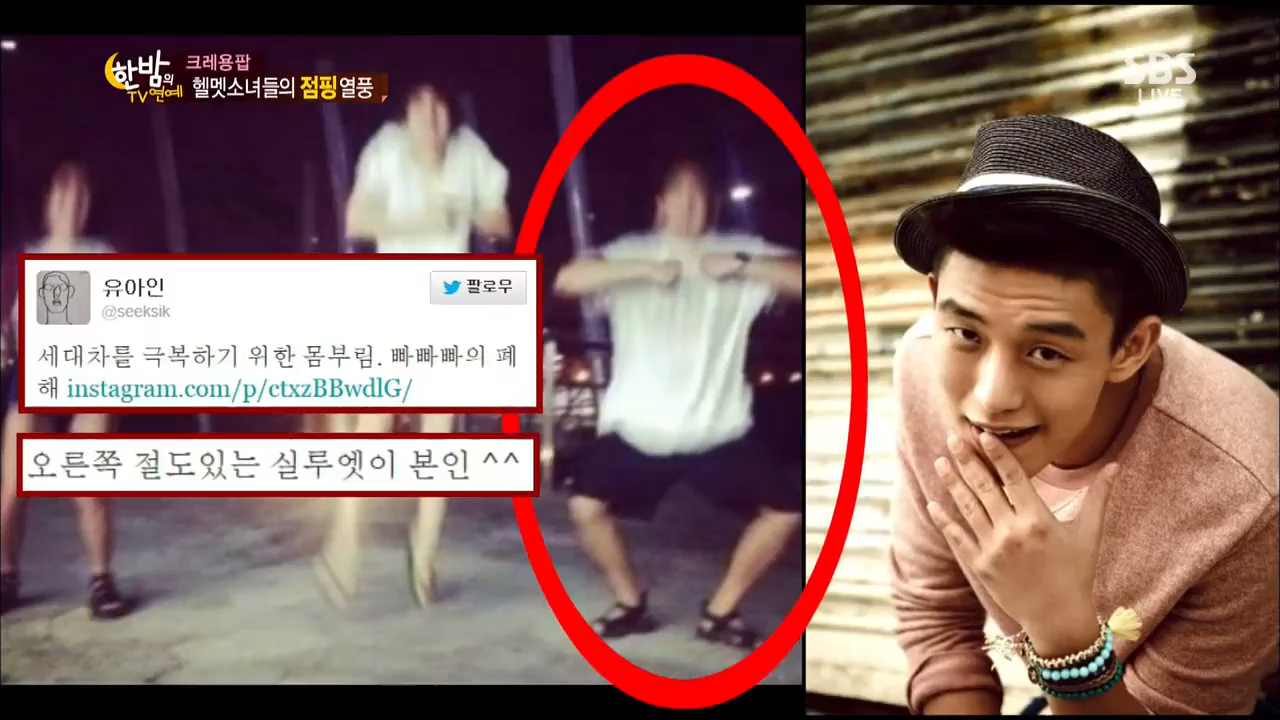 한밤의
TV연예
크레용팝
헬멧소녀들의 점핑열풍
SBS
LIVE
유아인
@seeksik
팔로우
세대차를 극복하기 위한 몸부림. 빠빠빠의 폐
해 instagram.com/p/ctxzBBwdlG/
오른쪽 절도있는 실루엣이 본인 ^^